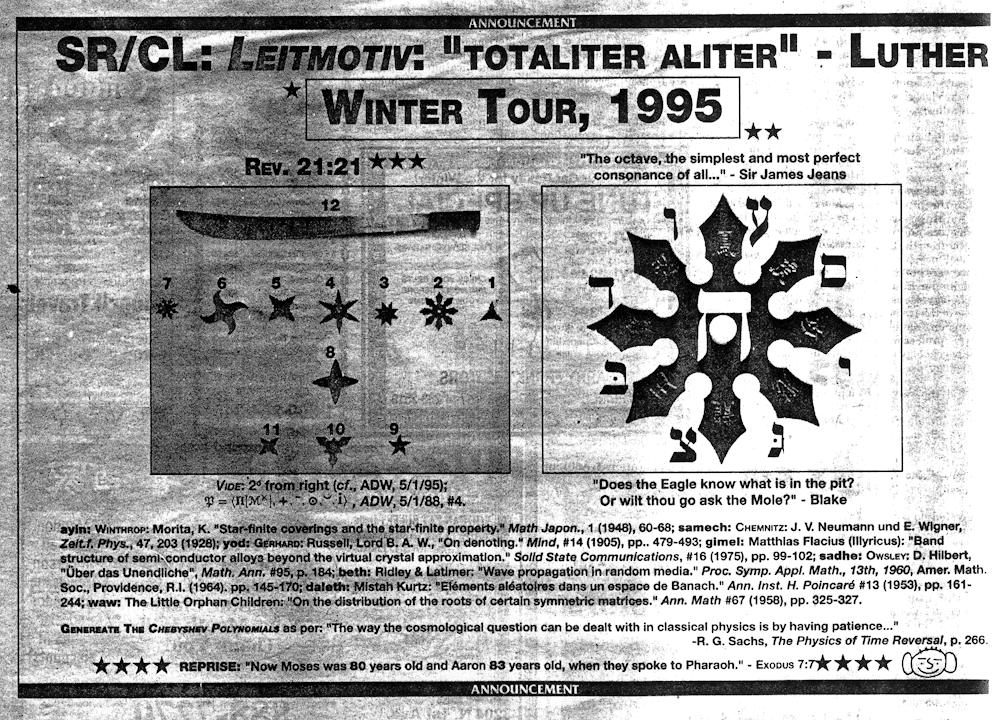 ANNOUNCEMENT
SR/CL: LEITMOTIV: "TOTALITER ALITER" - LUTHER
★ WINTER TOUR, 1995 ★★
REV. 21:21 ★★★
12
7 6 5 4 3 2 1
8
11 10 9
VIDE: 2ᵈ from right (cf., ADW, 5/1/95);
ADW, 5/1/88, #4.
"The octave, the simplest and most perfect
consonance of all..." - Sir James Jeans
ו
ע
ם
ד
ח
י
פ
צ
"Does the Eagle know what is in the pit?
Or wilt thou go ask the Mole?" - Blake
ayin: WINTHROP: Morita, K. "Star-finite coverings and the star-finite property." Math Japon., 1 (1948), 60-68; samech: CHEMNITZ: J. V. Neumann und E. Wigner,
Zeit.f. Phys., 47, 203 (1928); yod: GERHARD: Russell, Lord B. A. W., "On denoting." Mind, #14 (1905), pp.. 479-493; gimel: Matthias Flacius (Illyricus): "Band
structure of semi-conductor alloys beyond the virtual crystal approximation." Solid State Communications, #16 (1975), pp. 99-102; sadhe: OWSLEY: D. Hilbert,
"Über das Unendliche", Math. Ann. #95, p. 184; beth: Ridley & Latimer: "Wave propagation in random media." Proc. Symp. Appl. Math., 13th, 1960, Amer. Math.
Soc., Providence, R.I. (1964). pp. 145-170; daleth: Mistah Kurtz: "Eléments aléatoires dans un espace de Banach." Ann. Inst. H. Poincaré #13 (1953), pp. 161-
244; waw: The Little Orphan Children: "On the distribution of the roots of certain symmetric matrices." Ann. Math #67 (1958), pp. 325-327.
GENEREATE THE CHEBYSHEV POLYNOMIALS as per: "The way the cosmological question can be dealt with in classical physics is by having patience..."
-R. G. Sachs, The Physics of Time Reversal, p. 266.
★★★★ REPRISE: "Now Moses was 80 years old and Aaron 83 years old, when they spoke to Pharaoh." - EXODUS 7:7 ★★★★
ANNOUNCEMENT